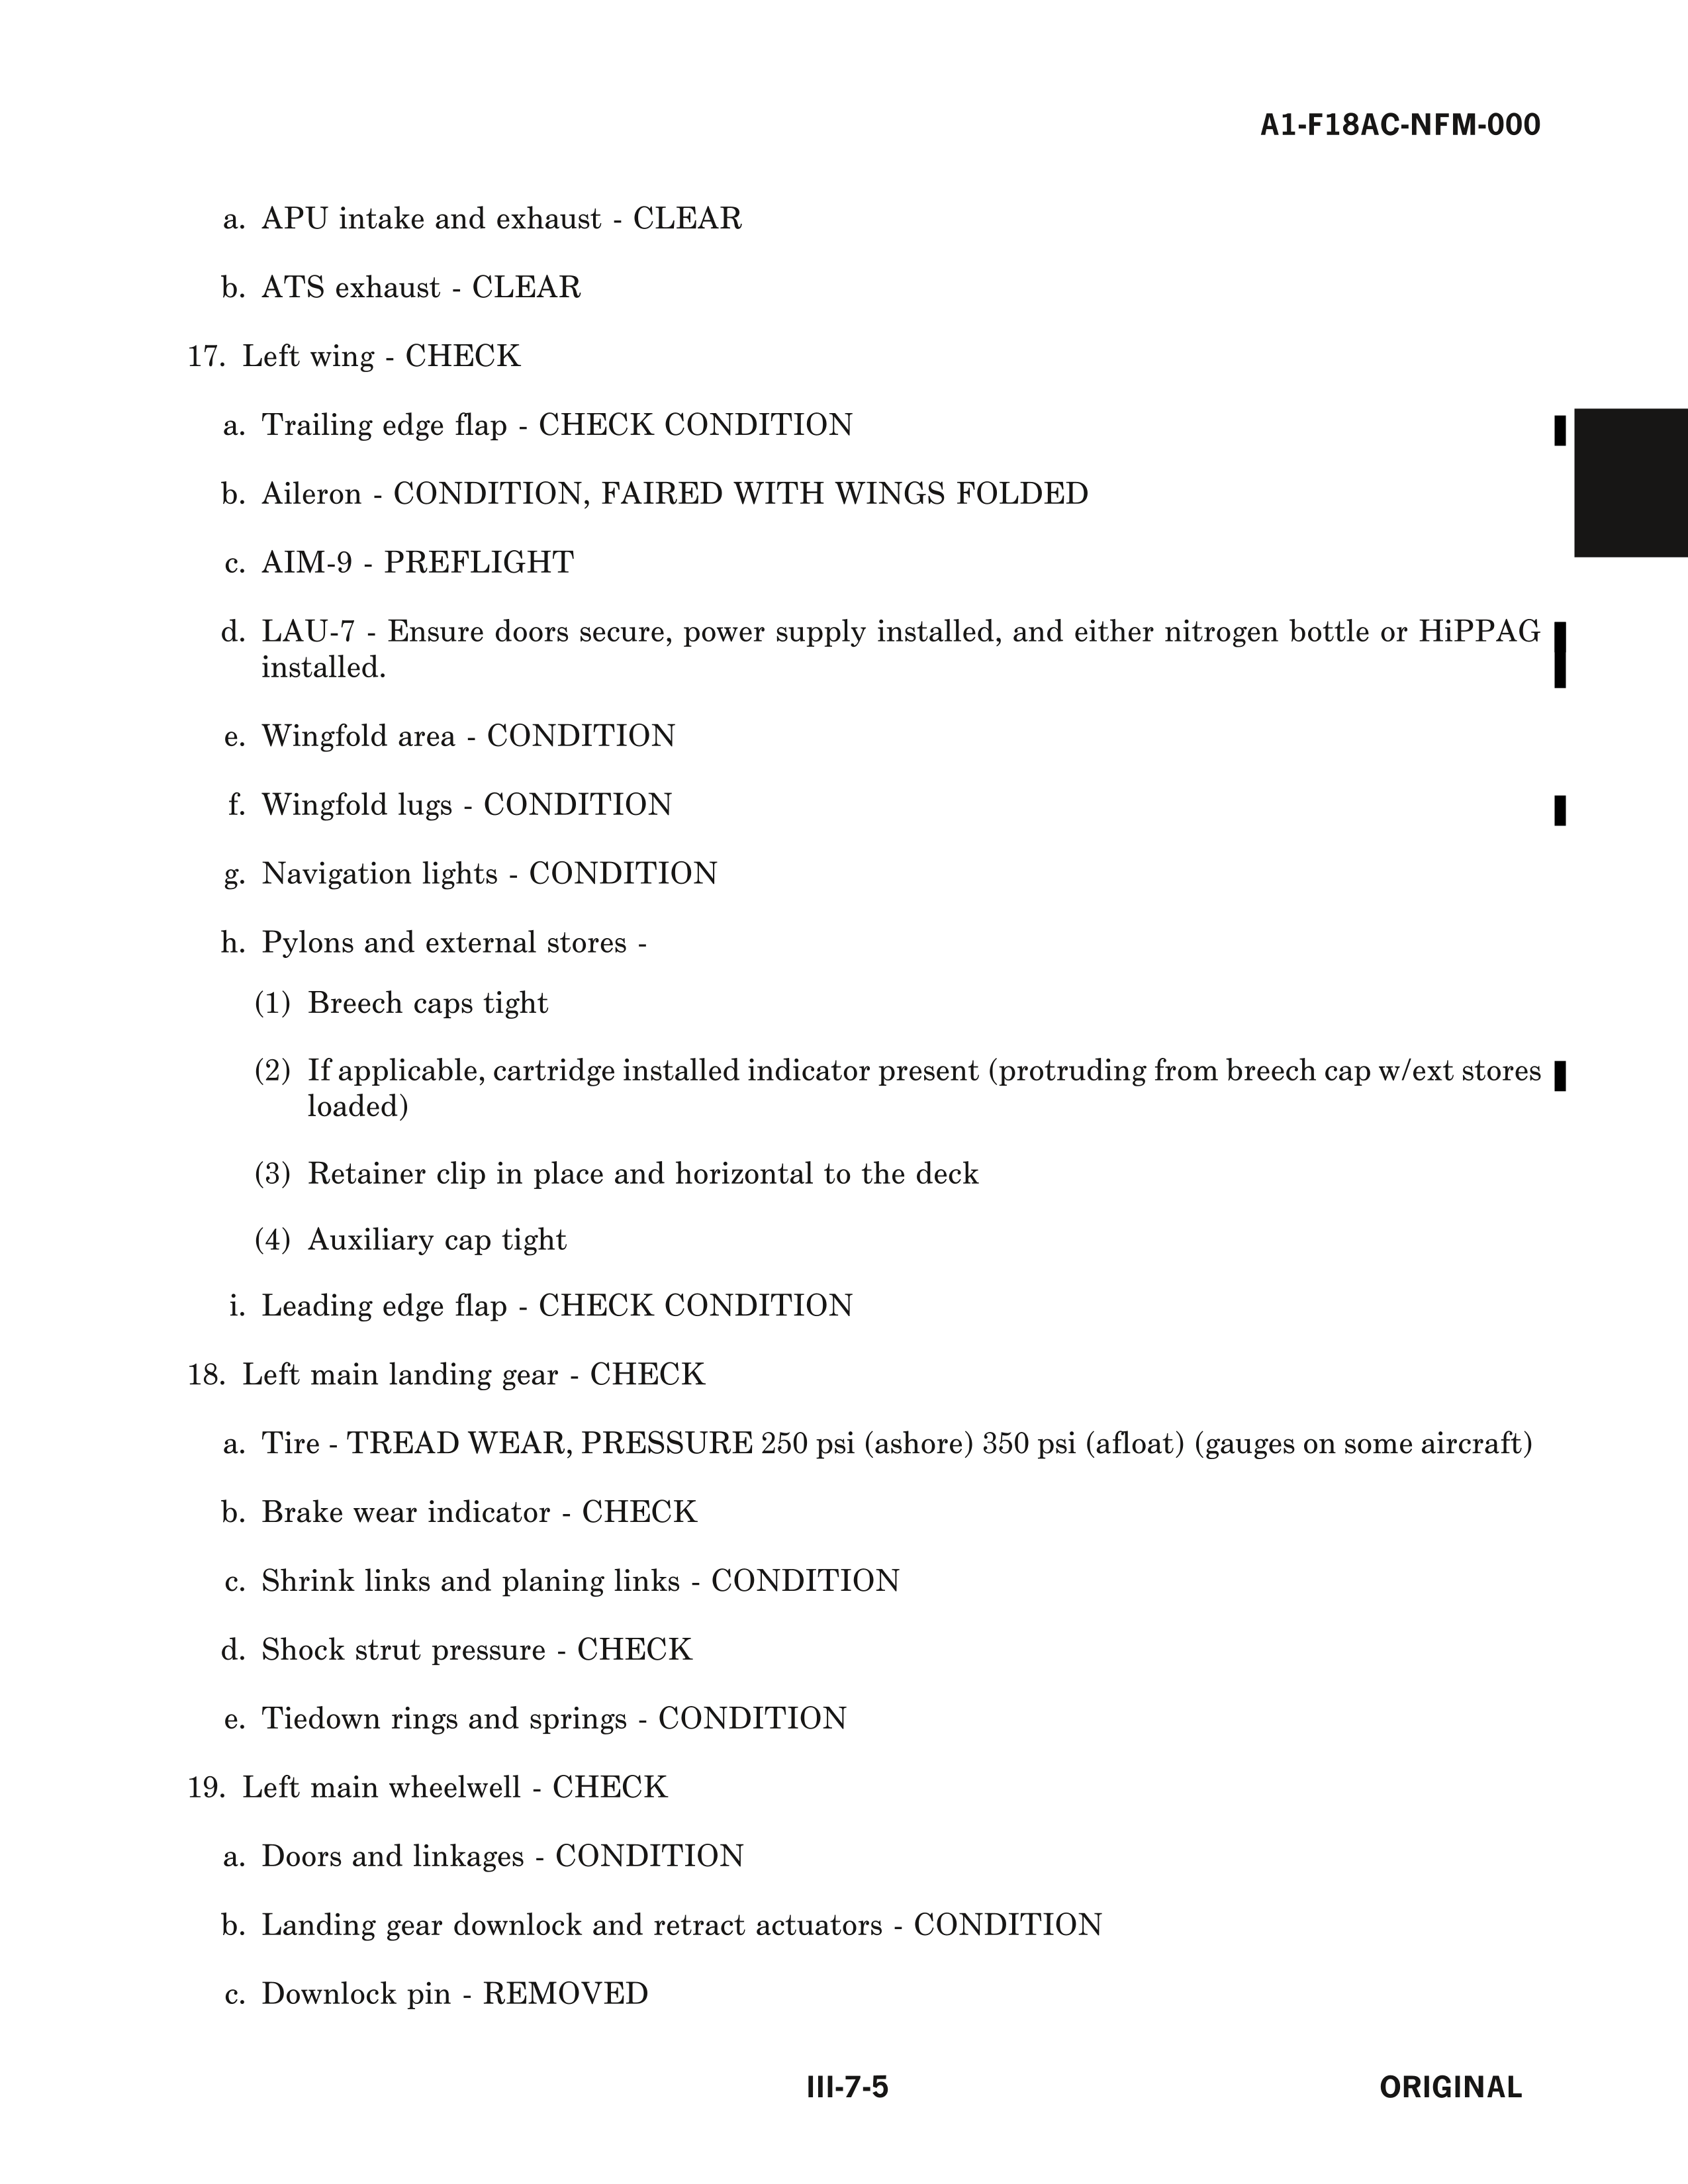 A1-F18AC-NFM-000
a. APU intake and exhaust - CLEAR
b. ATS exhaust - CLEAR
17. Left wing - CHECK
a. Trailing edge flap - CHECK CONDITION
b. Aileron - CONDITION, FAIRED WITH WINGS FOLDED
c. AIM-9 - PREFLIGHT
d. LAU-7 - Ensure doors secure, power supply installed, and either nitrogen bottle or HiPPAG
installed.
e. Wingfold area - CONDITION
f. Wingfold lugs - CONDITION
g. Navigation lights - CONDITION
h. Pylons and external stores -
(1) Breech caps tight
(2) If applicable, cartridge installed indicator present (protruding from breech cap w/ext stores
loaded)
(3) Retainer clip in place and horizontal to the deck
(4) Auxiliary cap tight
i. Leading edge flap - CHECK CONDITION
18. Left main landing gear - CHECK
a. Tire - TREAD WEAR, PRESSURE 250 psi (ashore) 350 psi (afloat) (gauges on some aircraft)
b. Brake wear indicator - CHECK
c. Shrink links and planing links - CONDITION
d. Shock strut pressure - CHECK
e. Tiedown rings and springs - CONDITION
19. Left main wheelwell - CHECK
a. Doors and linkages - CONDITION
b. Landing gear downlock and retract actuators - CONDITION
c. Downlock pin - REMOVED
III-7-5
ORIGINAL